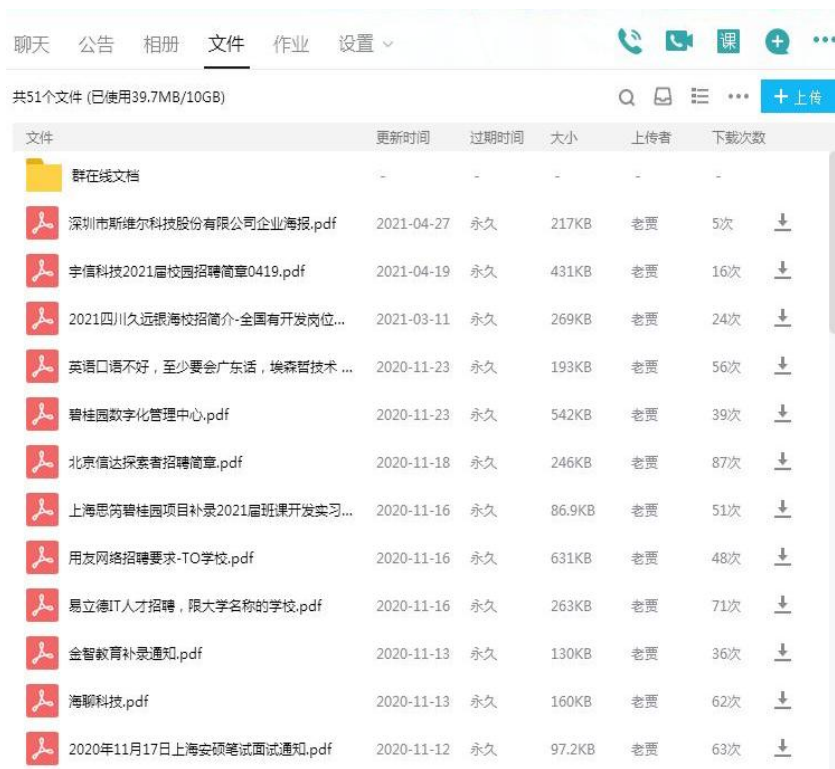 聊天 公告 相册 文件 作业 设置 课
共51个文件 (已使用39.7MB/10GB) 上传
文件 更新时间 过期时间 大小 上传者 下载次数
群在线文档 - - - - -
深圳市斯维尔科技股份有限公司企业海报.pdf 2021-04-27 永久 217KB 老贾 5次
宇信科技2021届校园招聘简章0419.pdf 2021-04-19 永久 431KB 老贾 16次
2021四川久远银海校招简介-全国有开发岗位... 2021-03-11 永久 269KB 老贾 24次
英语口语不好，至少要会广东话，埃森哲技术 ... 2020-11-23 永久 193KB 老贾 56次
碧桂园数字化管理中心.pdf 2020-11-23 永久 542KB 老贾 39次
北京信达探索者招聘简章.pdf 2020-11-18 永久 246KB 老贾 87次
上海思芮碧桂园项目补录2021届班课开发实习... 2020-11-16 永久 86.9KB 老贾 51次
用友网络招聘要求-TO学校.pdf 2020-11-16 永久 631KB 老贾 48次
易立德IT人才招聘，限大学名称的学校.pdf 2020-11-16 永久 263KB 老贾 71次
金智教育补录通知.pdf 2020-11-13 永久 130KB 老贾 36次
海聊科技.pdf 2020-11-13 永久 160KB 老贾 62次
2020年11月17日上海安硕笔试面试通知.pdf 2020-11-12 永久 97.2KB 老贾 63次